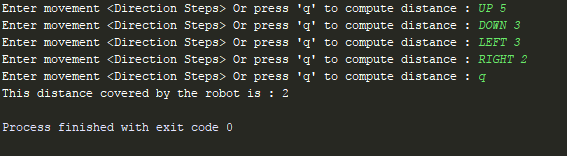 Enter movement <Direction Steps> Or press 'q' to compute distance : UP 5
Enter movement <Direction Steps> Or press 'q' to compute distance : DOWN 3
Enter movement <Direction Steps> Or press 'q' to compute distance : LEFT 3
Enter movement <Direction Steps> Or press 'q' to compute distance : RIGHT 2
Enter movement <Direction Steps> Or press 'q' to compute distance : q
This distance covered by the robot is : 2
Process finished with exit code 0